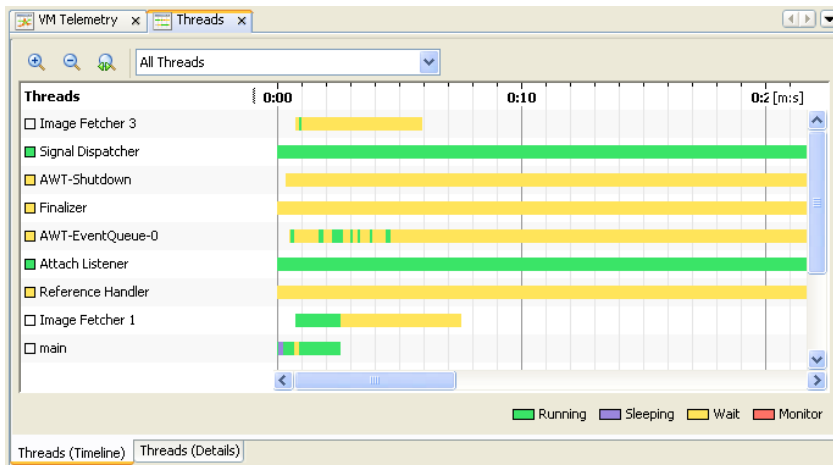 VM Telemetry x Threads x
All Threads
Threads 0:00 0:10 0:2 [m:s]
Image Fetcher 3
Signal Dispatcher
AWT-Shutdown
Finalizer
AWT-EventQueue-0
Attach Listener
Reference Handler
Image Fetcher 1
main
Running Sleeping Wait Monitor
Threads (Timeline) Threads (Details)